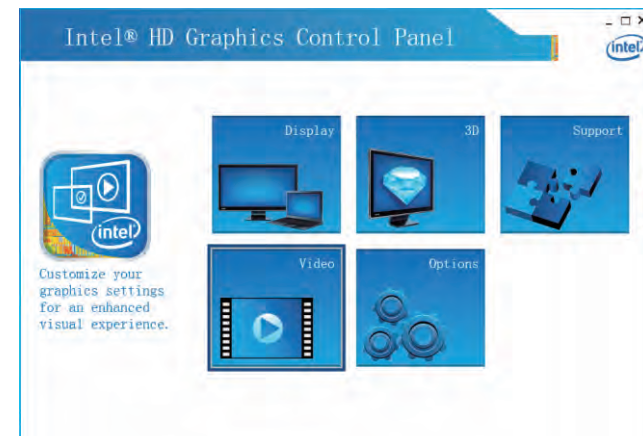 Intel® HD Graphics Control Panel
intel
Display
3D
Support
intel
Customize your
graphics settings
for an enhanced
visual experience.
Video
Options